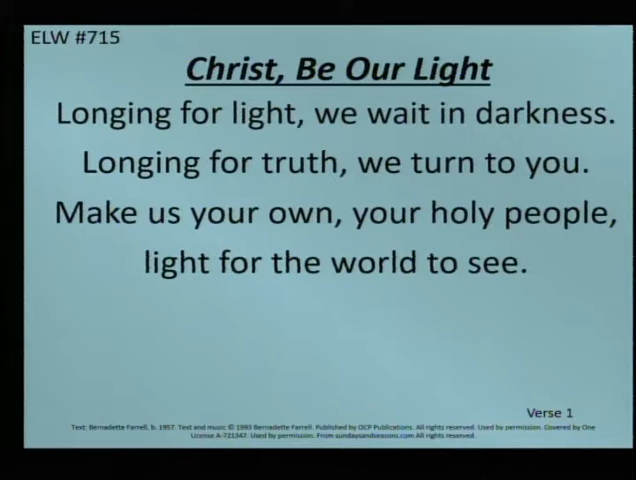 ELW #715
Christ, Be Our Light
Longing for light, we wait in darkness.
Longing for truth, we turn to you.
Make us your own, your holy people,
light for the world to see.
Verse 1
Text: Bernadette Farrell, b. 1957. Text and music © 1993 Bernadette Farrell. Published by OCP Publications. All rights reserved. Used by permission. Covered by One
License A-721347. Used by permission. From sundaysandseasons.com All rights reserved.